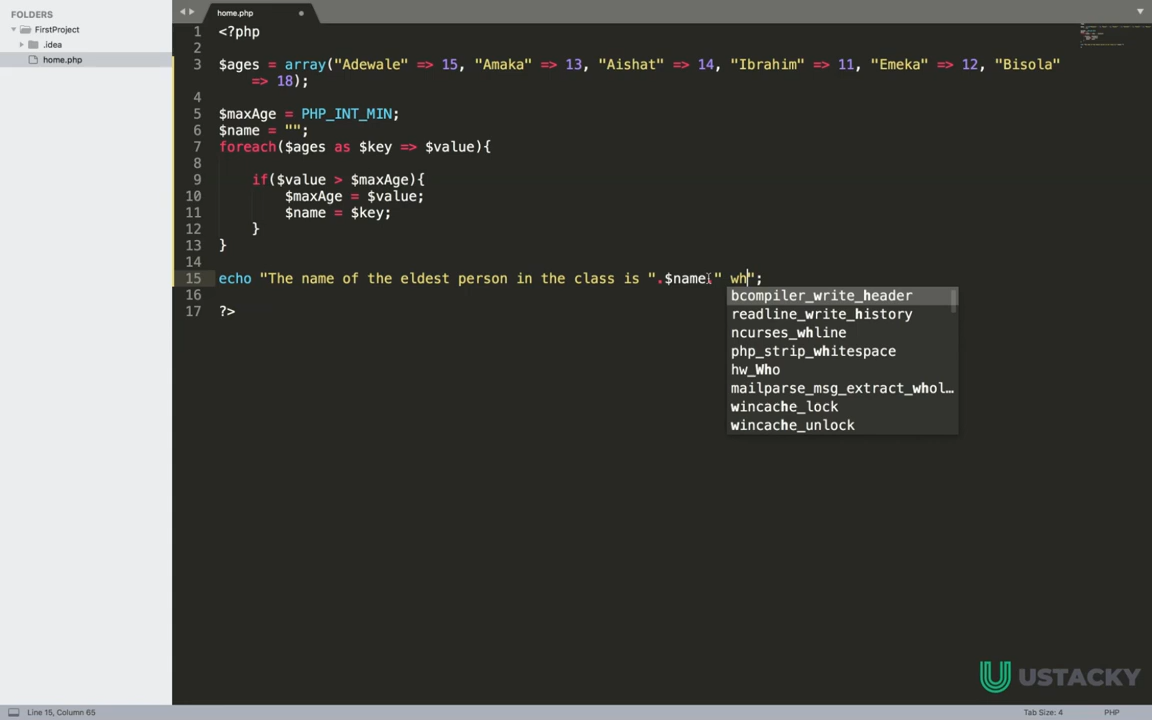 FOLDERS
FirstProject
.idea
home.php
home.php
1 <?php
2
3 $ages = array("Adewale" => 15, "Amaka" => 13, "Aishat" => 14, "Ibrahim" => 11, "Emeka" => 12, "Bisola"
=> 18);
4
5 $maxAge = PHP_INT_MIN;
6 $name = "";
7 foreach($ages as $key => $value){
8
9 if($value > $maxAge){
10 $maxAge = $value;
11 $name = $key;
12 }
13 }
14
15 echo "The name of the eldest person in the class is ".$name." wh";
16
17 ?>
bcompiler_write_header
readline_write_history
ncurses_whline
php_strip_whitespace
hw_Who
mailparse_msg_extract_whol…
wincache_lock
wincache_unlock
USTACKY
Line 15, Column 65
Tab Size: 4
PHP